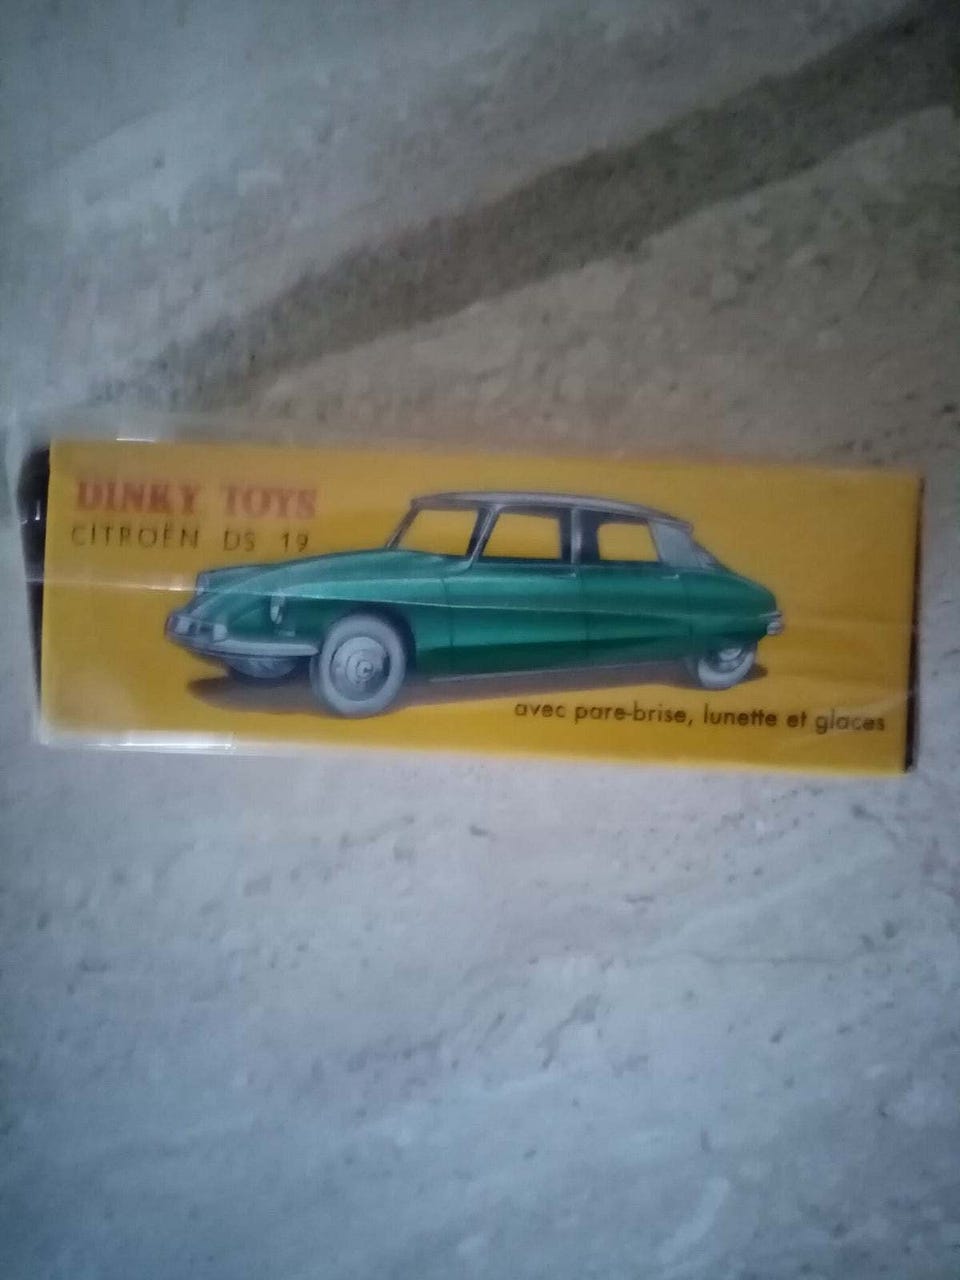 DINKY TOYS
CITROËN DS 19
avec pare-brise, lunette et glaces